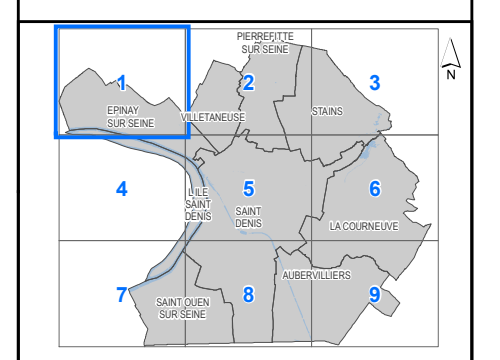 PIERREFITTE
SUR SEINE
N
1
2
3
EPINAY
SUR SEINE
VILLETANEUSE
STAINS
4
5
6
L'ILE
SAINT
DENIS
SAINT
DENIS
LA COURNEUVE
AUBERVILLIERS
7
8
9
SAINT OUEN
SUR SEINE